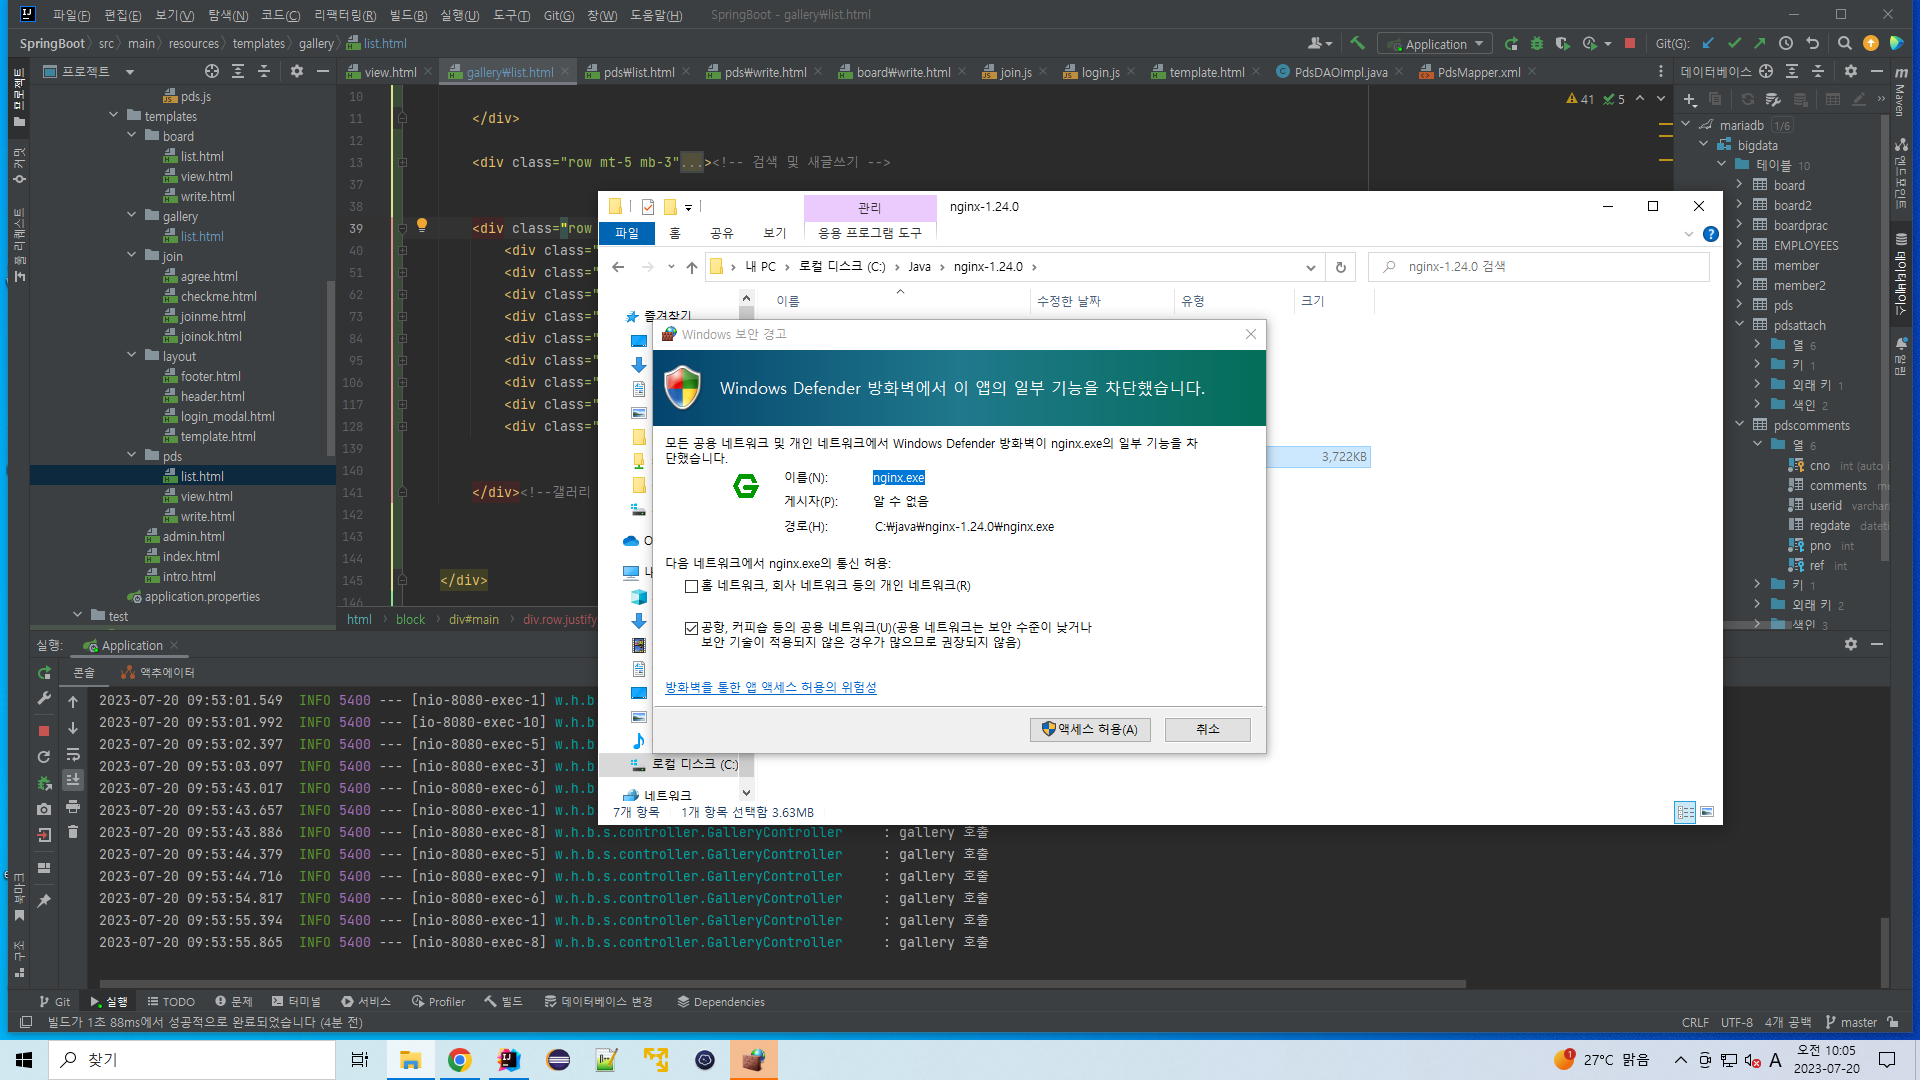 파일(F) 편집(E) 보기(V) 탐색(N) 코드(C) 리팩터링(R) 빌드(B) 실행(U) 도구(T) Git(G) 창(W) 도움말(H) SpringBoot - gallery₩list.html
SpringBoot src main resources templates gallery list.html
Application Git(G):
프로젝트
view.html gallery₩list.html pds₩list.html pds₩write.html board₩write.html join.js login.js template.html PdsDAOImpl.java PdsMapper.xml
데이터베이스
프로젝트
커밋
풀 리퀘스트
북마크
구조
pds.js
templates
board
list.html
view.html
write.html
gallery
list.html
join
agree.html
checkme.html
joinme.html
joinok.html
layout
footer.html
header.html
login_modal.html
template.html
pds
list.html
view.html
write.html
admin.html
index.html
intro.html
application.properties
test
41 5
10
11 </div>
12
13 <div class="row mt-5 mb-3"...><!-- 검색 및 새글쓰기 -->
37
38
39 <div class="row
40 <div class="
51 <div class="
62 <div class="
73 <div class="
84 <div class="
95 <div class="
106 <div class="
117 <div class="
128 <div class="
139
140
141 </div><!--갤러리
142
143
144
145 </div>
146
html block div#main div.row.justify
mariadb 1/6
bigdata
테이블 10
board
board2
boardprac
EMPLOYEES
member
member2
pds
pdsattach
열 6
키 1
외래 키 1
색인 2
pdscomments
열 6
cno int (auto i
comments
userid varchar
regdate dateti
pno int
ref int
키 1
외래 키 2
색인 3
Maven
엔드포인트
데이터베이스
알림
관리 nginx-1.24.0
파일 홈 공유 보기 응용 프로그램 도구
내 PC 로컬 디스크 (C:) Java nginx-1.24.0
nginx-1.24.0 검색
이름 수정한 날짜 유형 크기
즐겨찾기
3,722KB
로컬 디스크 (C:)
네트워크
7개 항목 1개 항목 선택함 3.63MB
Windows 보안 경고
Windows Defender 방화벽에서 이 앱의 일부 기능을 차단했습니다.
모든 공용 네트워크 및 개인 네트워크에서 Windows Defender 방화벽이 nginx.exe의 일부 기능을 차
단했습니다.
이름(N): nginx.exe
게시자(P): 알 수 없음
경로(H): C:₩java₩nginx-1.24.0₩nginx.exe
다음 네트워크에서 nginx.exe의 통신 허용:
홈 네트워크, 회사 네트워크 등의 개인 네트워크(R)
공항, 커피숍 등의 공용 네트워크(U)(공용 네트워크는 보안 수준이 낮거나
보안 기술이 적용되지 않은 경우가 많으므로 권장되지 않음)
방화벽을 통한 앱 액세스 허용의 위험성
액세스 허용(A) 취소
실행: Application
콘솔 액추에이터
2023-07-20 09:53:01.549 INFO 5400 --- [nio-8080-exec-1] w.h.b
2023-07-20 09:53:01.992 INFO 5400 --- [io-8080-exec-10] w.h.b
2023-07-20 09:53:02.397 INFO 5400 --- [nio-8080-exec-5] w.h.b
2023-07-20 09:53:03.097 INFO 5400 --- [nio-8080-exec-3] w.h.b
2023-07-20 09:53:43.017 INFO 5400 --- [nio-8080-exec-6] w.h.b
2023-07-20 09:53:43.657 INFO 5400 --- [nio-8080-exec-1] w.h.b
2023-07-20 09:53:43.886 INFO 5400 --- [nio-8080-exec-8] w.h.b.s.controller.GalleryController : gallery 호출
2023-07-20 09:53:44.379 INFO 5400 --- [nio-8080-exec-5] w.h.b.s.controller.GalleryController : gallery 호출
2023-07-20 09:53:44.716 INFO 5400 --- [nio-8080-exec-9] w.h.b.s.controller.GalleryController : gallery 호출
2023-07-20 09:53:54.817 INFO 5400 --- [nio-8080-exec-6] w.h.b.s.controller.GalleryController : gallery 호출
2023-07-20 09:53:55.394 INFO 5400 --- [nio-8080-exec-1] w.h.b.s.controller.GalleryController : gallery 호출
2023-07-20 09:53:55.865 INFO 5400 --- [nio-8080-exec-8] w.h.b.s.controller.GalleryController : gallery 호출
Git 실행 TODO 문제 터미널 서비스 Profiler 빌드 데이터베이스 변경 Dependencies
빌드가 1초 88ms에서 성공적으로 완료되었습니다 (4분 전)
CRLF UTF-8 4개 공백 master
찾기
1 27°C 맑음 A 오전 10:05
2023-07-20